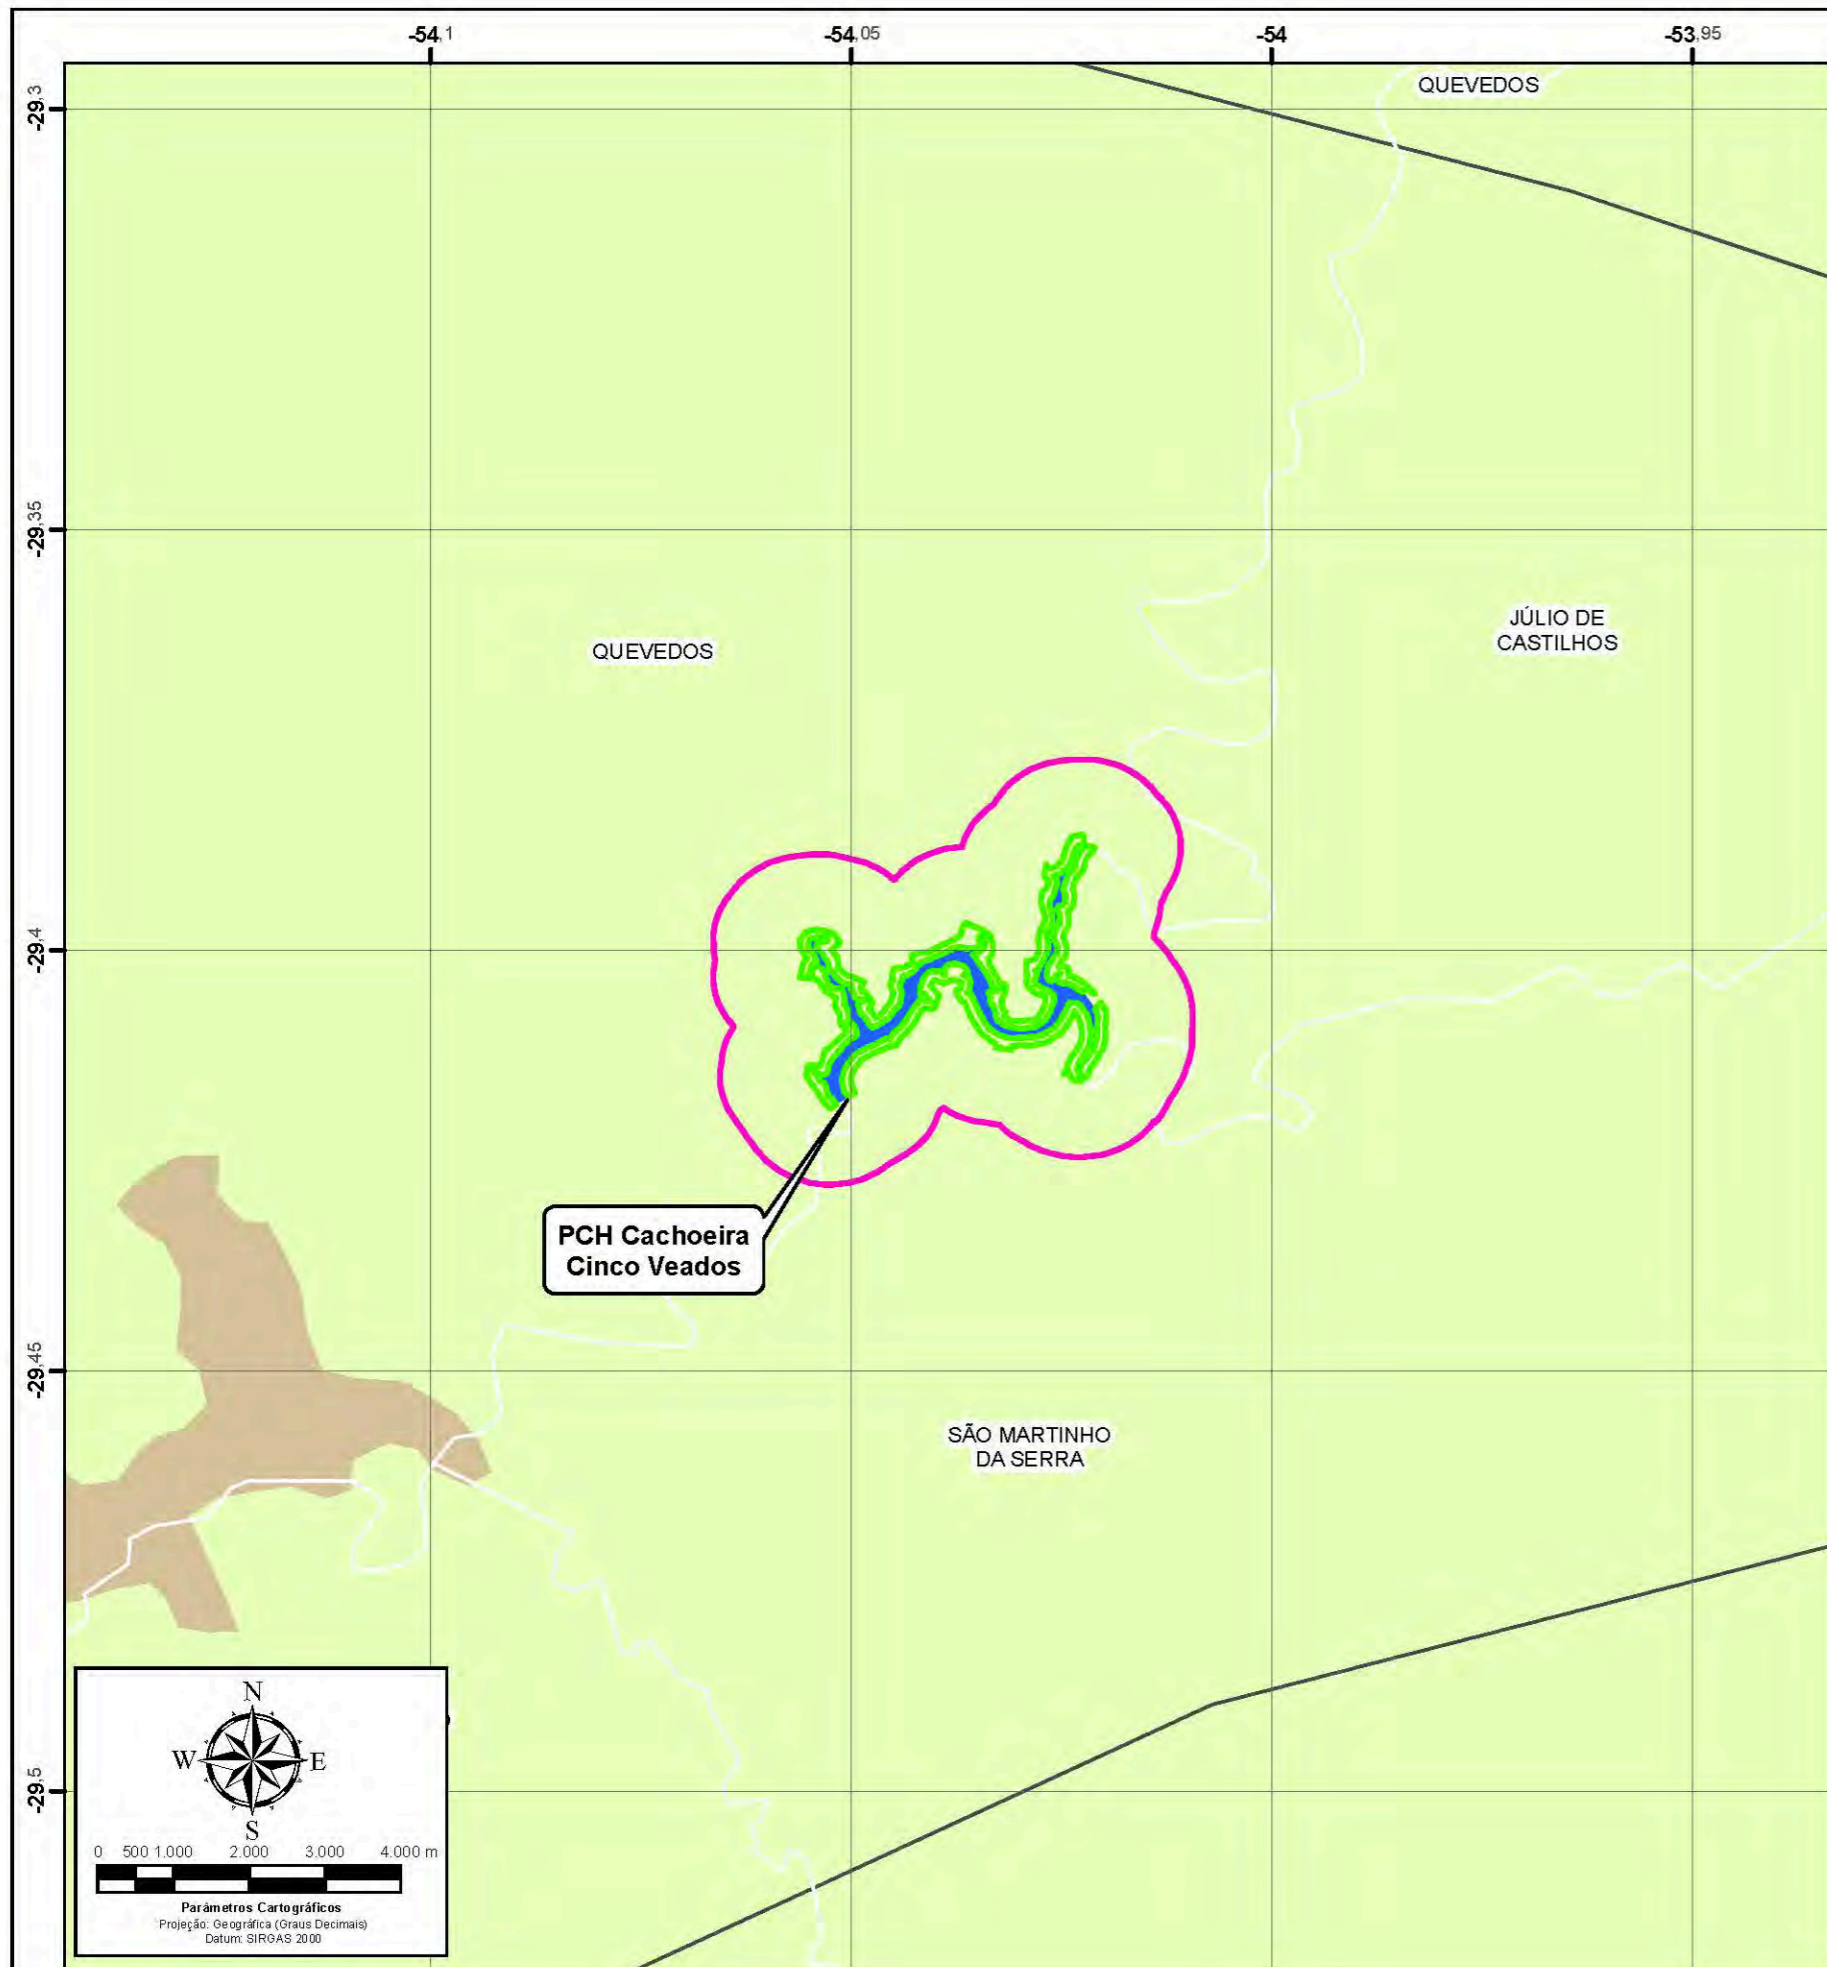 -54,1
-54,05
-54
-53,95
-29,3
-29,35
-29,4
-29,45
-29,5
QUEVEDOS
QUEVEDOS
JÚLIO DE
CASTILHOS
PCH Cachoeira
Cinco Veados
SÃO MARTINHO
DA SERRA
N
W E
S
0 500 1.000 2.000 3.000 4.000 m
Parâmetros Cartográficos
Projeção: Geográfica (Graus Decimais)
Datum: SIRGAS 2000